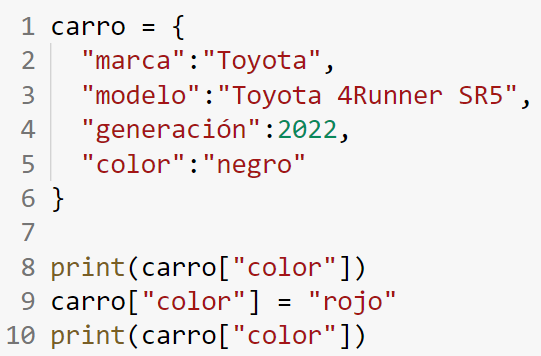 1 carro = {
2   "marca":"Toyota",
3   "modelo":"Toyota 4Runner SR5",
4   "generación":2022,
5   "color":"negro"
6 }
7
8 print(carro["color"])
9 carro["color"] = "rojo"
10 print(carro["color"])